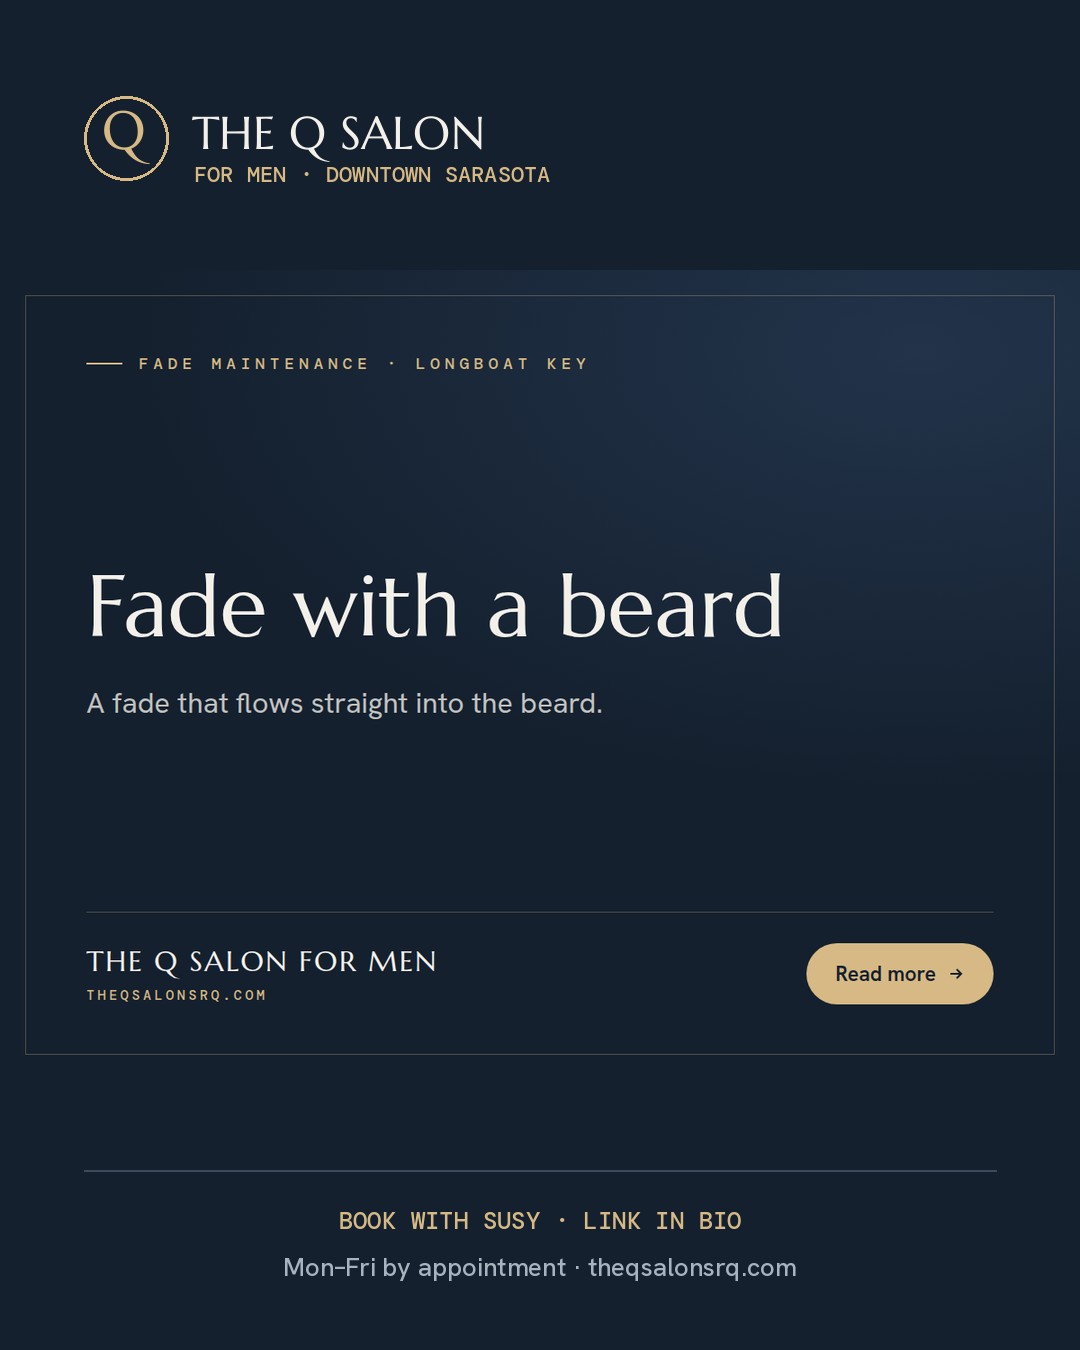 Q
THE Q SALON
FOR MEN · DOWNTOWN SARASOTA
FADE MAINTENANCE · LONGBOAT KEY
Fade with a beard
A fade that flows straight into the beard.
THE Q SALON FOR MEN
THEQSALONSRQ.COM
Read more →
BOOK WITH SUSY · LINK IN BIO
Mon–Fri by appointment · theqsalonsrq.com